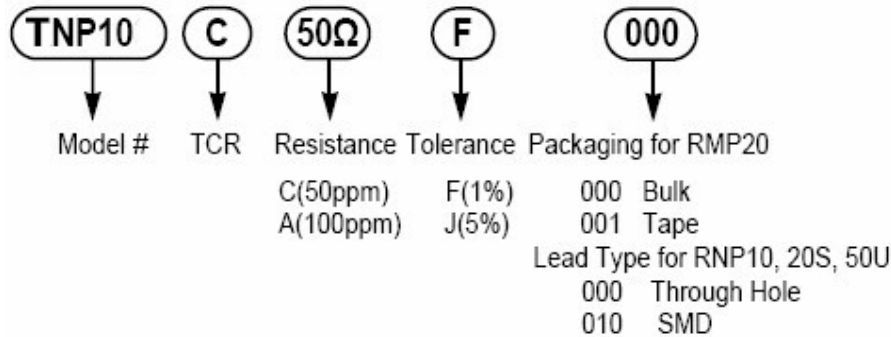 TNP10 C 50Ω F 000
Model # TCR Resistance Tolerance Packaging for RMP20
C(50ppm) F(1%) 000 Bulk
A(100ppm) J(5%) 001 Tape
Lead Type for RNP10, 20S, 50U
000 Through Hole
010 SMD